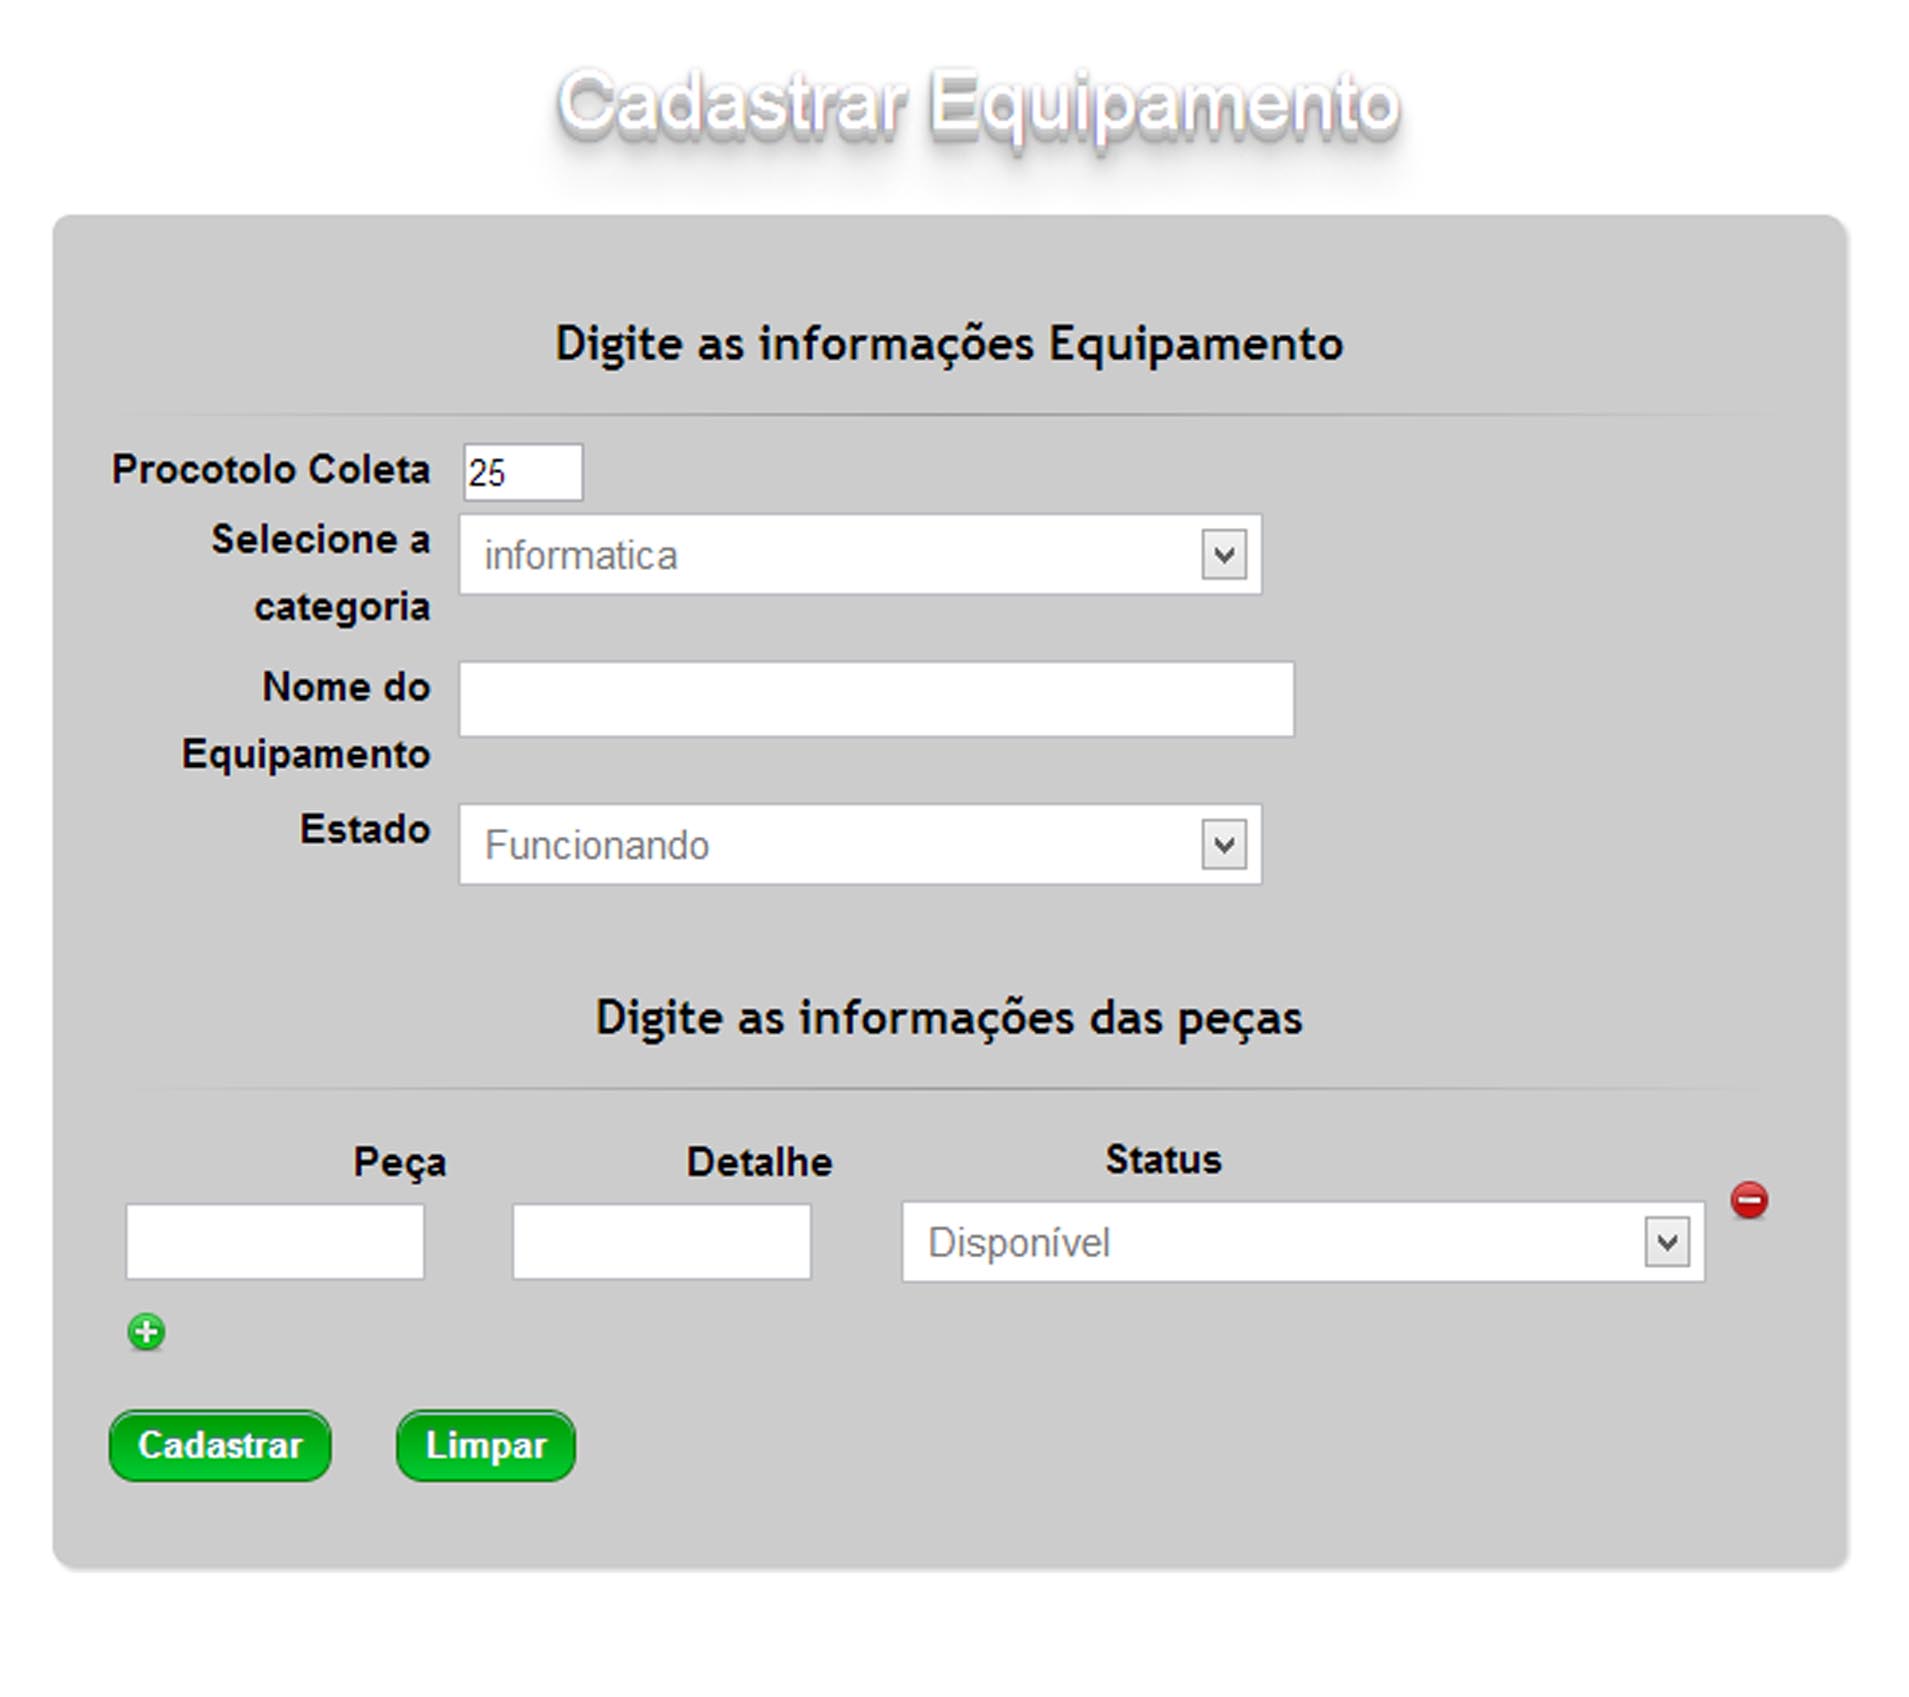 Cadastrar Equipamento
Digite as informações Equipamento
Procotolo Coleta 25
Selecione a
categoria
informatica
Nome do
Equipamento
Estado Funcionando
Digite as informações das peças
Peça Detalhe Status
Disponível
Cadastrar Limpar